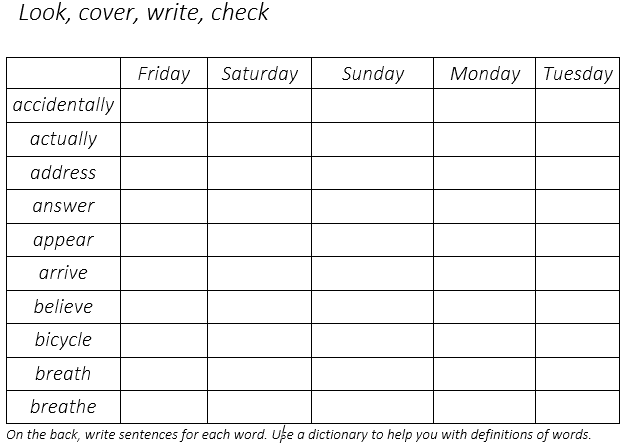 Look, cover, write, check
Friday Saturday Sunday Monday Tuesday
accidentally
actually
address
answer
appear
arrive
believe
bicycle
breath
breathe
On the back, write sentences for each word. Use a dictionary to help you with definitions of words.